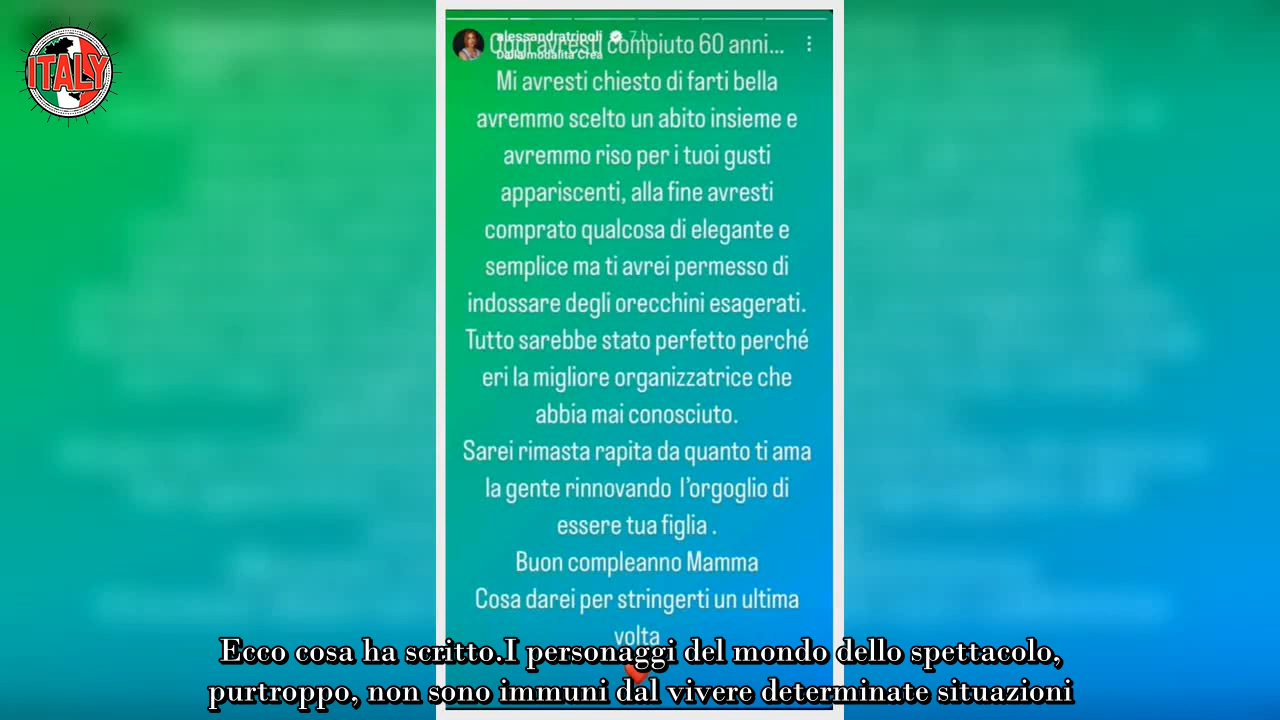 ITALY
alessandratripoli 7 h
Dalla modalità Crea
Oggi avresti compiuto 60 anni...
Mi avresti chiesto di farti bella
avremmo scelto un abito insieme e
avremmo riso per i tuoi gusti
appariscenti, alla fine avresti
comprato qualcosa di elegante e
semplice ma ti avrei permesso di
indossare degli orecchini esagerati.
Tutto sarebbe stato perfetto perché
eri la migliore organizzatrice che
abbia mai conosciuto.
Sarei rimasta rapita da quanto ti ama
la gente rinnovando l'orgoglio di
essere tua figlia .
Buon compleanno Mamma
Cosa darei per stringerti un ultima
volta
Ecco cosa ha scritto.I personaggi del mondo dello spettacolo,
purtroppo, non sono immuni dal vivere determinate situazioni